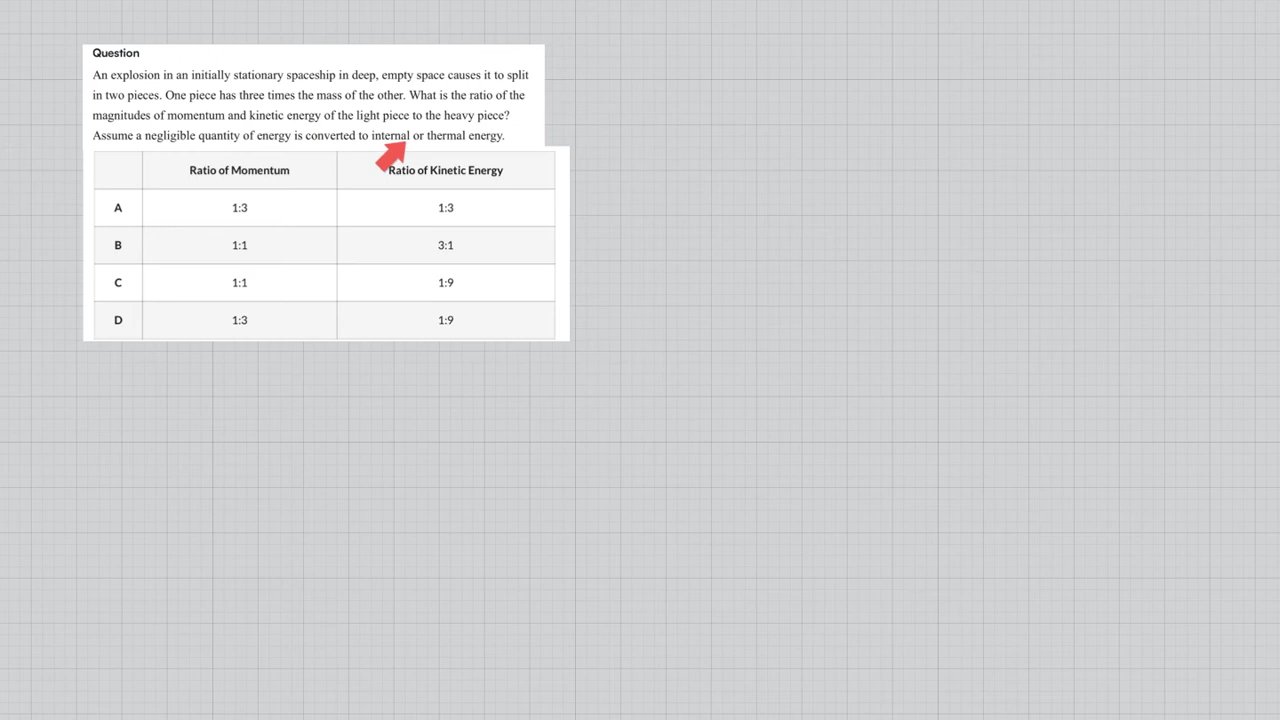 Question
An explosion in an initially stationary spaceship in deep, empty space causes it to split
in two pieces. One piece has three times the mass of the other. What is the ratio of the
magnitudes of momentum and kinetic energy of the light piece to the heavy piece?
Assume a negligible quantity of energy is converted to internal or thermal energy.
Ratio of Momentum Ratio of Kinetic Energy
A 1:3 1:3
B 1:1 3:1
C 1:1 1:9
D 1:3 1:9